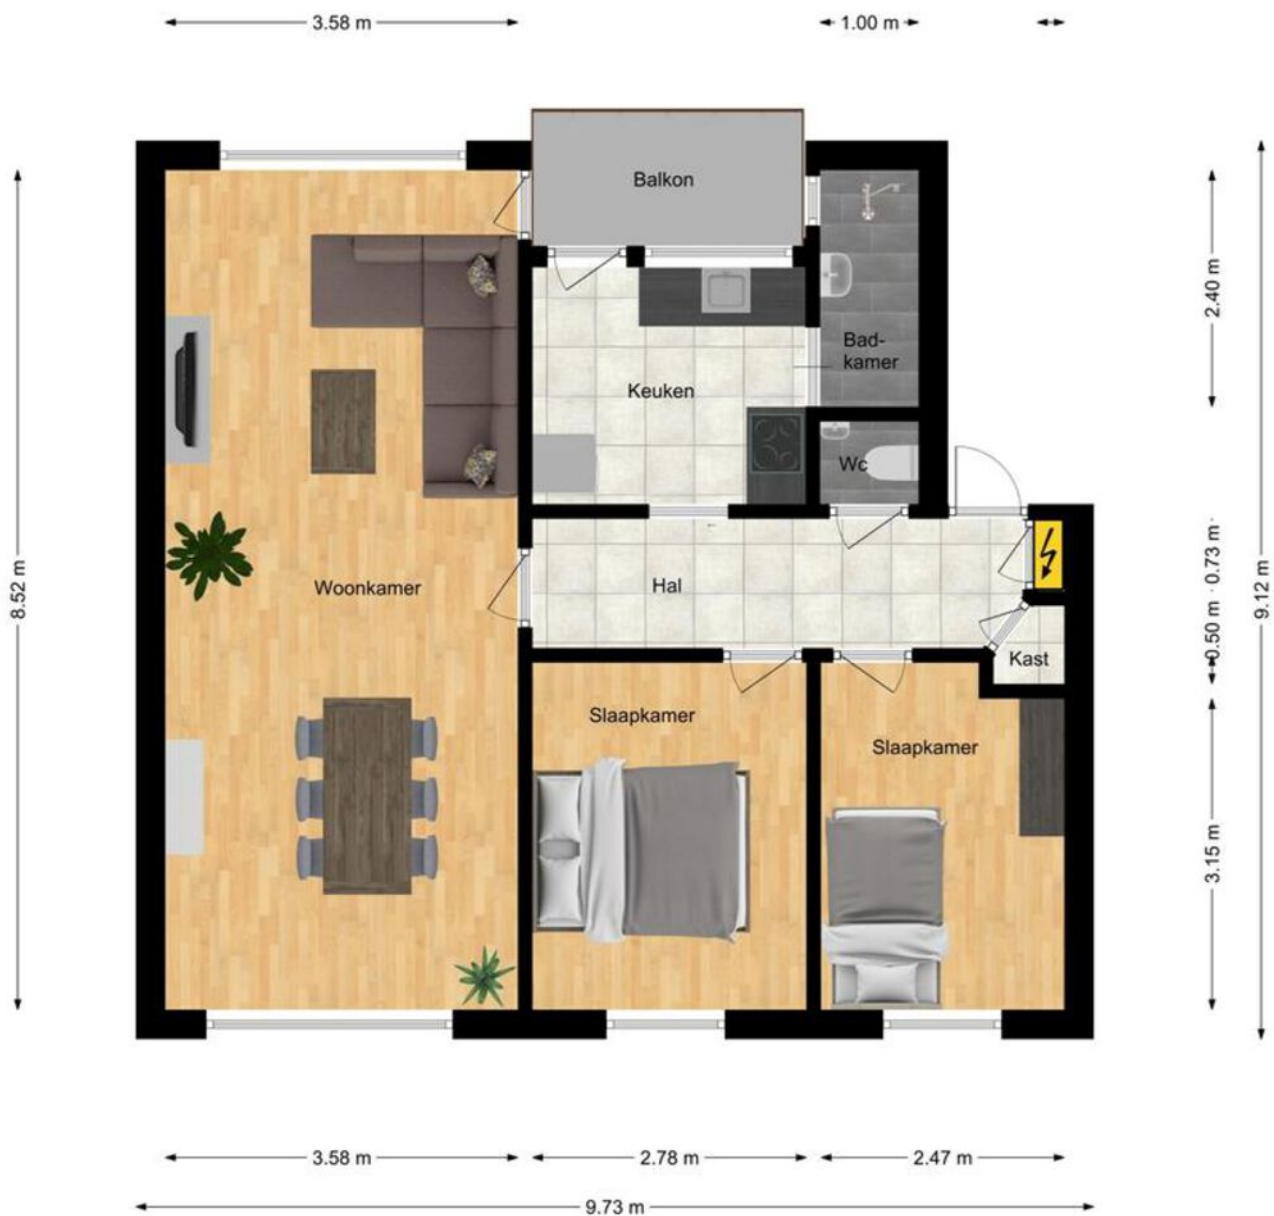 3.58 m
1.00 m
Balkon
2.40 m
Bad-
kamer
Keuken
Wc
8.52 m
Woonkamer
Hal
0.73 m
9.12 m
0.50 m
Kast
Slaapkamer
Slaapkamer
3.15 m
3.58 m
2.78 m
2.47 m
9.73 m